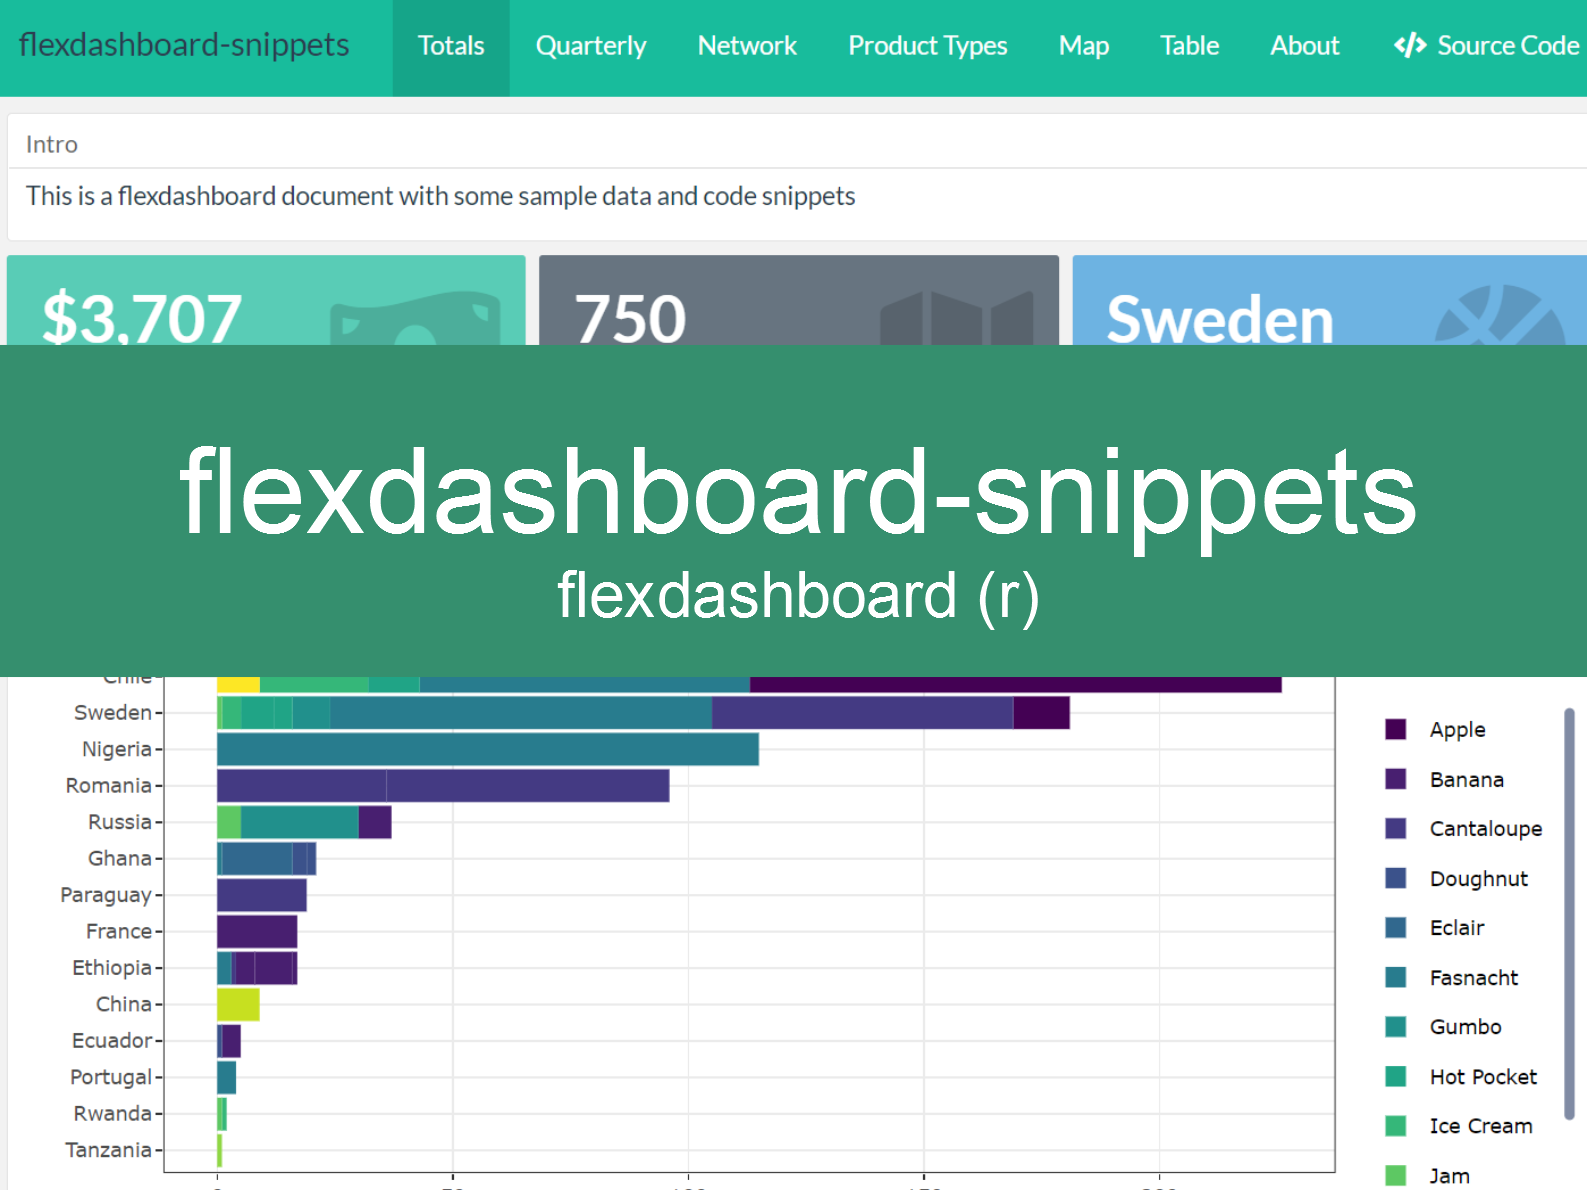 flexdashboard-snippets Totals Quarterly Network Product Types Map Table About </> Source Code
Intro
This is a flexdashboard document with some sample data and code snippets
$3,707 750 Sweden
flexdashboard-snippets
flexdashboard (r)
Chile
Sweden
Nigeria
Romania
Russia
Ghana
Paraguay
France
Ethiopia
China
Ecuador
Portugal
Rwanda
Tanzania
Apple
Banana
Cantaloupe
Doughnut
Eclair
Fasnacht
Gumbo
Hot Pocket
Ice Cream
Jam